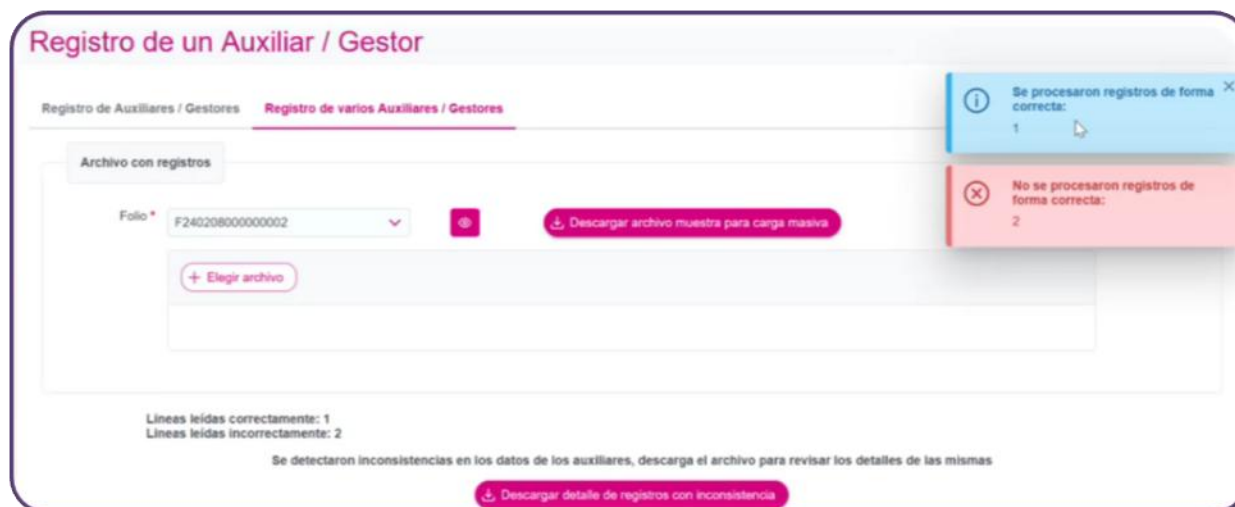 Registro de un Auxiliar / Gestor
Registro de Auxiliares / Gestores
Registro de varios Auxiliares / Gestores
Se procesaron registros de forma
correcta:
1
No se procesaron registros de
forma correcta:
2
Archivo con registros
Folio *
F240208000000002
Descargar archivo muestra para carga masiva
+ Elegir archivo
Líneas leídas correctamente: 1
Líneas leídas incorrectamente: 2
Se detectaron inconsistencias en los datos de los auxiliares, descarga el archivo para revisar los detalles de las mismas
Descargar detalle de registros con inconsistencia